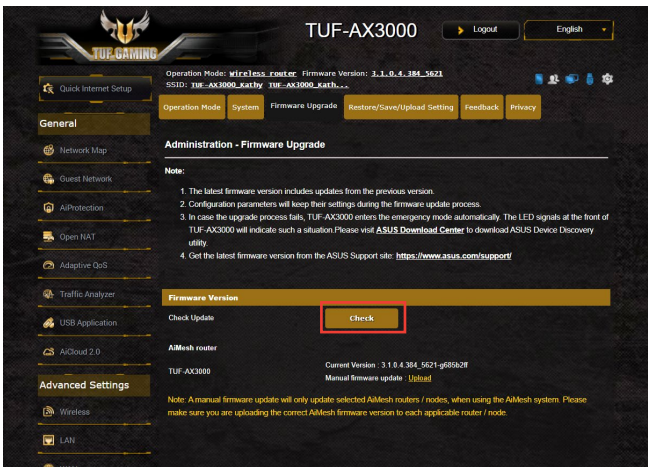 TUF GAMING
TUF-AX3000
Logout
English
Quick Internet Setup
Operation Mode: Wireless router Firmware Version: 3.1.0.4.384_5621
SSID: TUF-AX3000_Kathy TUF-AX3000_Kath...
Operation Mode System Firmware Upgrade Restore/Save/Upload Setting Feedback Privacy
General
Network Map
Guest Network
AiProtection
Open NAT
Adaptive QoS
Traffic Analyzer
USB Application
AiCloud 2.0
Advanced Settings
Wireless
LAN
Administration - Firmware Upgrade
Note:
1. The latest firmware version includes updates from the previous version.
2. Configuration parameters will keep their settings during the firmware update process.
3. In case the upgrade process fails, TUF-AX3000 enters the emergency mode automatically. The LED signals at the front of
TUF-AX3000 will indicate such a situation.Please visit ASUS Download Center to download ASUS Device Discovery
utility.
4. Get the latest firmware version from the ASUS Support site: https://www.asus.com/support/
Firmware Version
Check Update Check
AiMesh router
TUF-AX3000
Current Version : 3.1.0.4.384_5621-g685b2ff
Manual firmware update : Upload
Note: A manual firmware update will only update selected AiMesh routers / nodes, when using the AiMesh system. Please
make sure you are uploading the correct AiMesh firmware version to each applicable router / node.